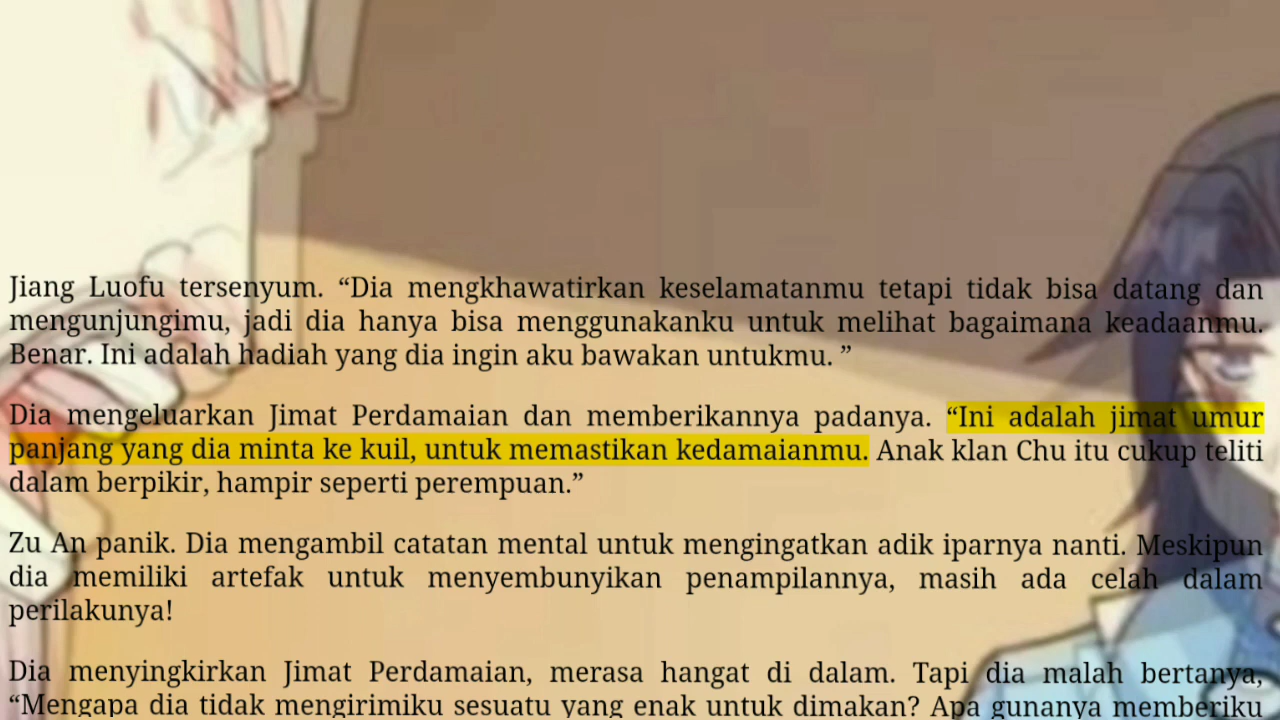 Jiang Luofu tersenyum. “Dia mengkhawatirkan keselamatanmu tetapi tidak bisa datang dan
mengunjungimu, jadi dia hanya bisa menggunakanku untuk melihat bagaimana keadaanmu.
Benar. Ini adalah hadiah yang dia ingin aku bawakan untukmu. ”
Dia mengeluarkan Jimat Perdamaian dan memberikannya padanya. “Ini adalah jimat umur
panjang yang dia minta ke kuil, untuk memastikan kedamaianmu. Anak klan Chu itu cukup teliti
dalam berpikir, hampir seperti perempuan.”
Zu An panik. Dia mengambil catatan mental untuk mengingatkan adik iparnya nanti. Meskipun
dia memiliki artefak untuk menyembunyikan penampilannya, masih ada celah dalam
perilakunya!
Dia menyingkirkan Jimat Perdamaian, merasa hangat di dalam. Tapi dia malah bertanya,
“Mengapa dia tidak mengirimiku sesuatu yang enak untuk dimakan? Apa gunanya memberiku